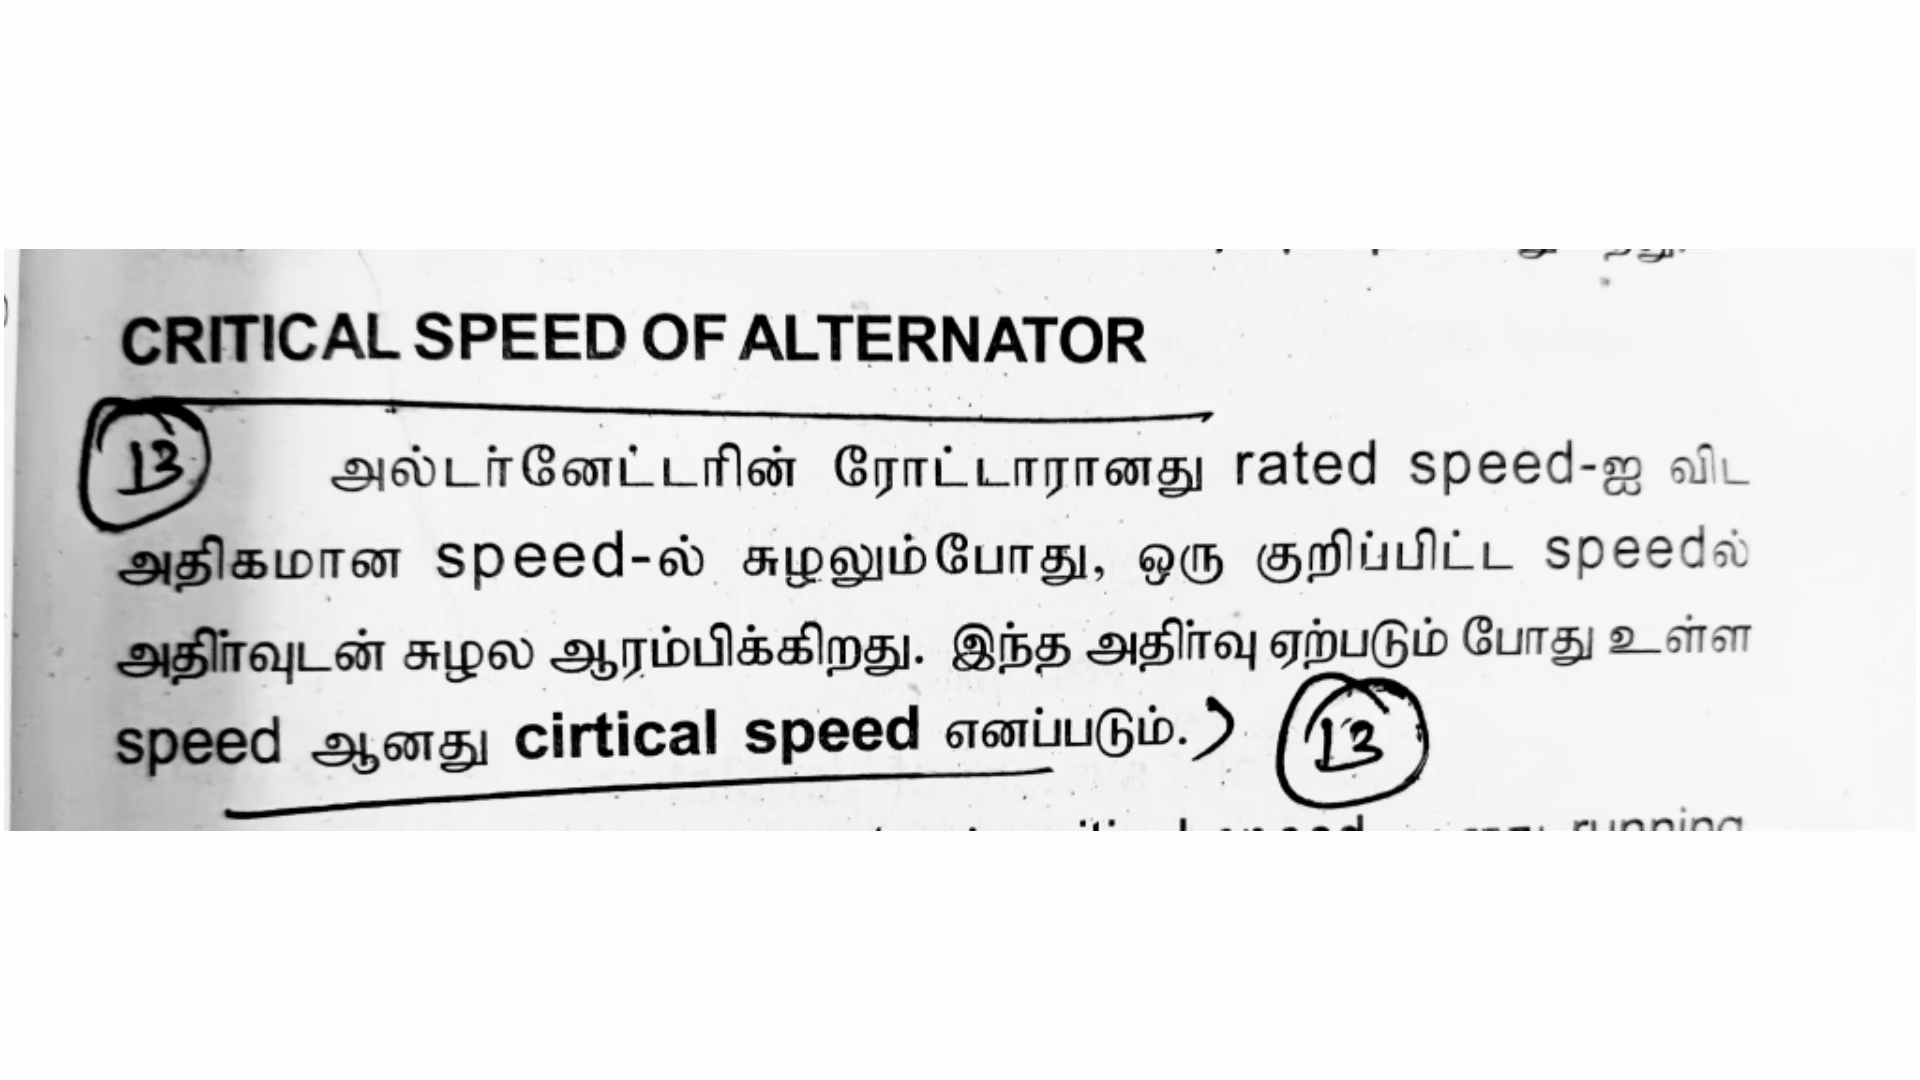 CRITICAL SPEED OF ALTERNATOR
13 அல்டர்னேட்டரின் ரோட்டாரானது rated speed-ஐ விட
அதிகமான speed-ல் சுழலும்போது, ஒரு குறிப்பிட்ட speedல்
அதிர்வுடன் சுழல ஆரம்பிக்கிறது. இந்த அதிர்வு ஏற்படும் போது உள்ள
speed ஆனது cirtical speed எனப்படும்.) 13
running